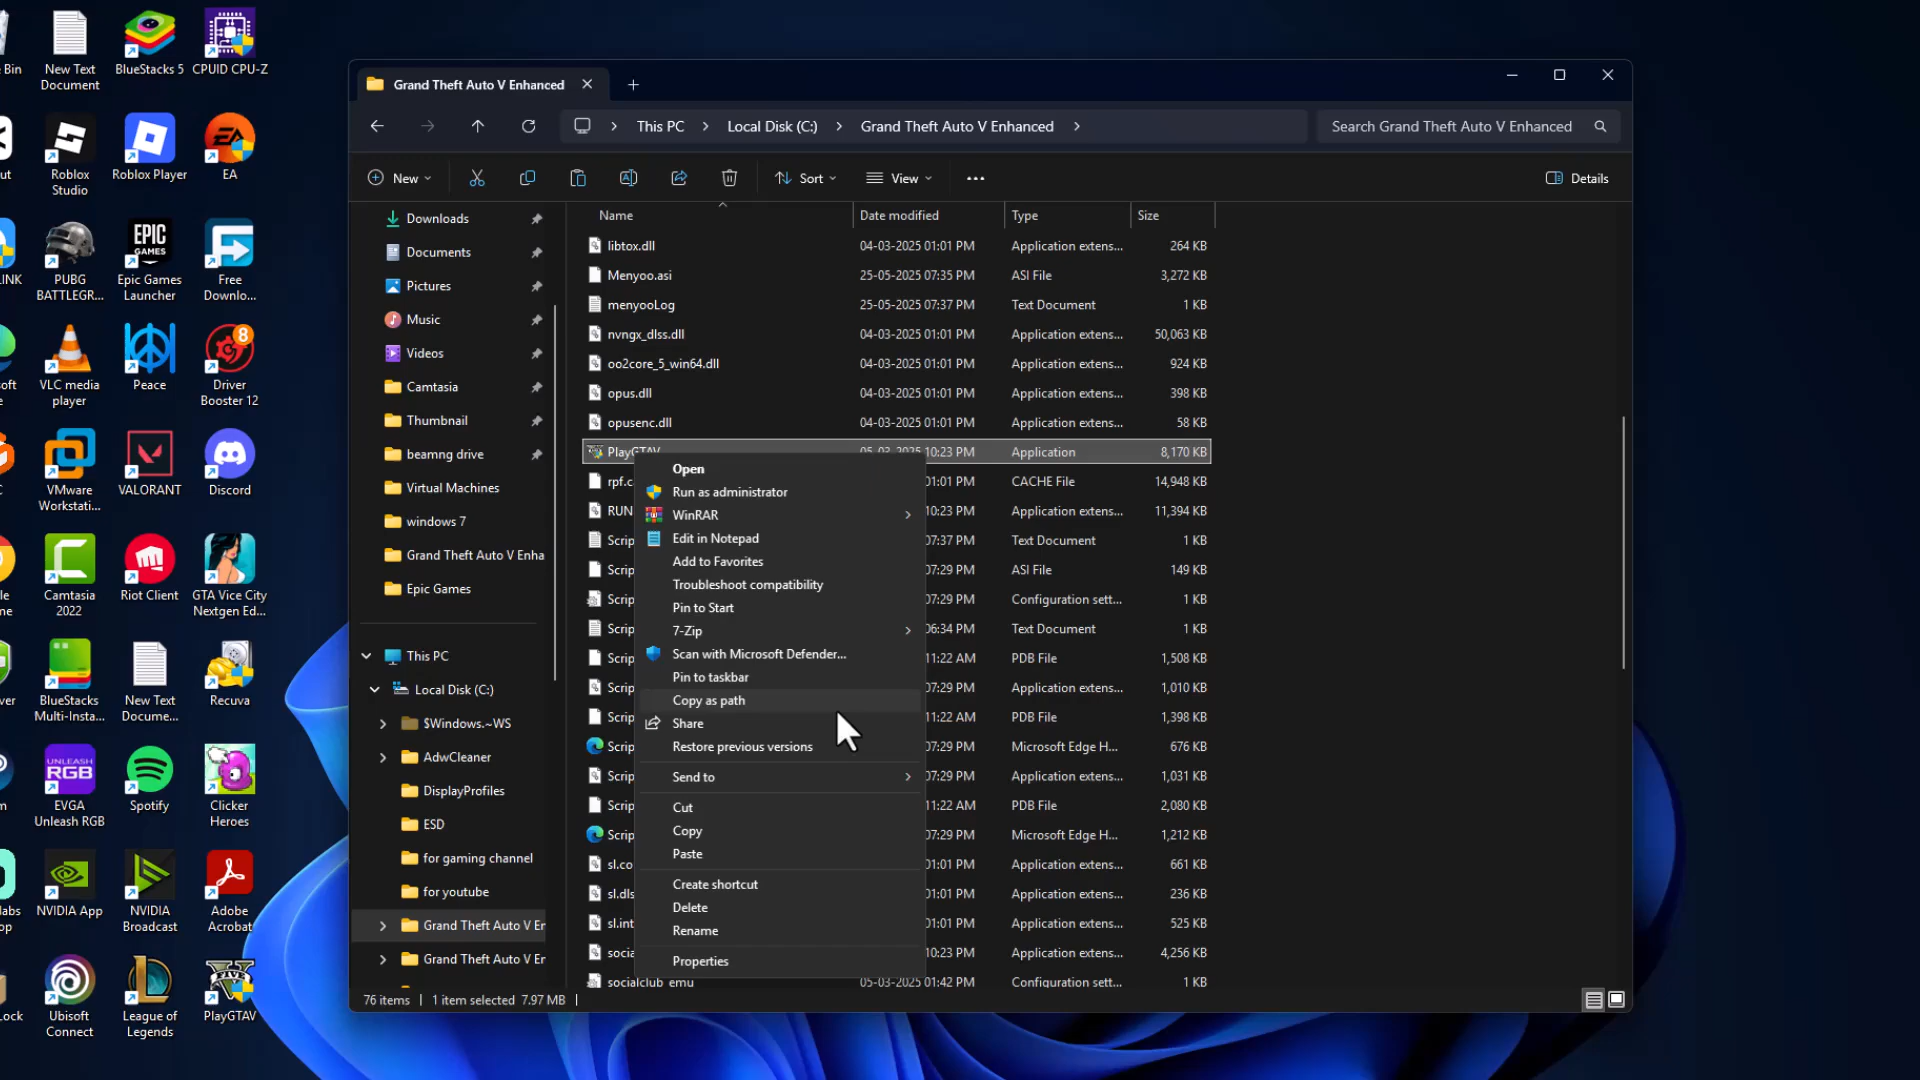 Bin
New Text
Document
BlueStacks 5
CPUID CPU-Z
Roblox
Studio
Roblox Player
EA
PUBG
BATTLEGR...
Epic Games
Launcher
Free
Downlo...
VLC media
player
Peace
Driver
Booster 12
VMware
Workstati...
VALORANT
Discord
Camtasia
2022
Riot Client
GTA Vice City
Nextgen Ed...
BlueStacks
Multi-Insta...
New Text
Docume...
Recuva
EVGA
Unleash RGB
Spotify
Clicker
Heroes
NVIDIA App
NVIDIA
Broadcast
Adobe
Acrobat
Ubisoft
Connect
League of
Legends
PlayGTAV
Grand Theft Auto V Enhanced
This PC
Local Disk (C:)
Grand Theft Auto V Enhanced
Search Grand Theft Auto V Enhanced
New
Sort
View
Details
Downloads
Documents
Pictures
Music
Videos
Camtasia
Thumbnail
beamng drive
Virtual Machines
windows 7
Grand Theft Auto V Enha
Epic Games
This PC
Local Disk (C:)
$Windows.~WS
AdwCleaner
DisplayProfiles
ESD
for gaming channel
for youtube
Grand Theft Auto V Er
Grand Theft Auto V Er
Name Date modified Type Size
libtox.dll 04-03-2025 01:01 PM Application extens... 264 KB
Menyoo.asi 25-05-2025 07:35 PM ASI File 3,272 KB
menyooLog 25-05-2025 07:37 PM Text Document 1 KB
nvngx_dlss.dll 04-03-2025 01:01 PM Application extens... 50,063 KB
oo2core_5_win64.dll 04-03-2025 01:01 PM Application extens... 924 KB
opus.dll 04-03-2025 01:01 PM Application extens... 398 KB
opusenc.dll 04-03-2025 01:01 PM Application extens... 58 KB
PlayGTAV 05-03-2025 10:23 PM Application 8,170 KB
rpf.c 01:01 PM CACHE File 14,948 KB
RUN 10:23 PM Application extens... 11,394 KB
Scrip 07:37 PM Text Document 1 KB
Scrip 07:29 PM ASI File 149 KB
Scrip 07:29 PM Configuration sett... 1 KB
Scrip 06:34 PM Text Document 1 KB
Scrip 11:22 AM PDB File 1,508 KB
Scrip 07:29 PM Application extens... 1,010 KB
Scrip 11:22 AM PDB File 1,398 KB
Scrip 07:29 PM Microsoft Edge H... 676 KB
Scrip 07:29 PM Application extens... 1,031 KB
Scrip 11:22 AM PDB File 2,080 KB
Scrip 07:29 PM Microsoft Edge H... 1,212 KB
sl.co 01:01 PM Application extens... 661 KB
sl.dls 01:01 PM Application extens... 236 KB
sl.int 01:01 PM Application extens... 525 KB
socia 10:23 PM Application extens... 4,256 KB
socialclub_emu 05-03-2025 01:42 PM Configuration sett... 1 KB
Open
Run as administrator
WinRAR
Edit in Notepad
Add to Favorites
Troubleshoot compatibility
Pin to Start
7-Zip
Scan with Microsoft Defender...
Pin to taskbar
Copy as path
Share
Restore previous versions
Send to
Cut
Copy
Paste
Create shortcut
Delete
Rename
Properties
76 items 1 item selected 7.97 MB